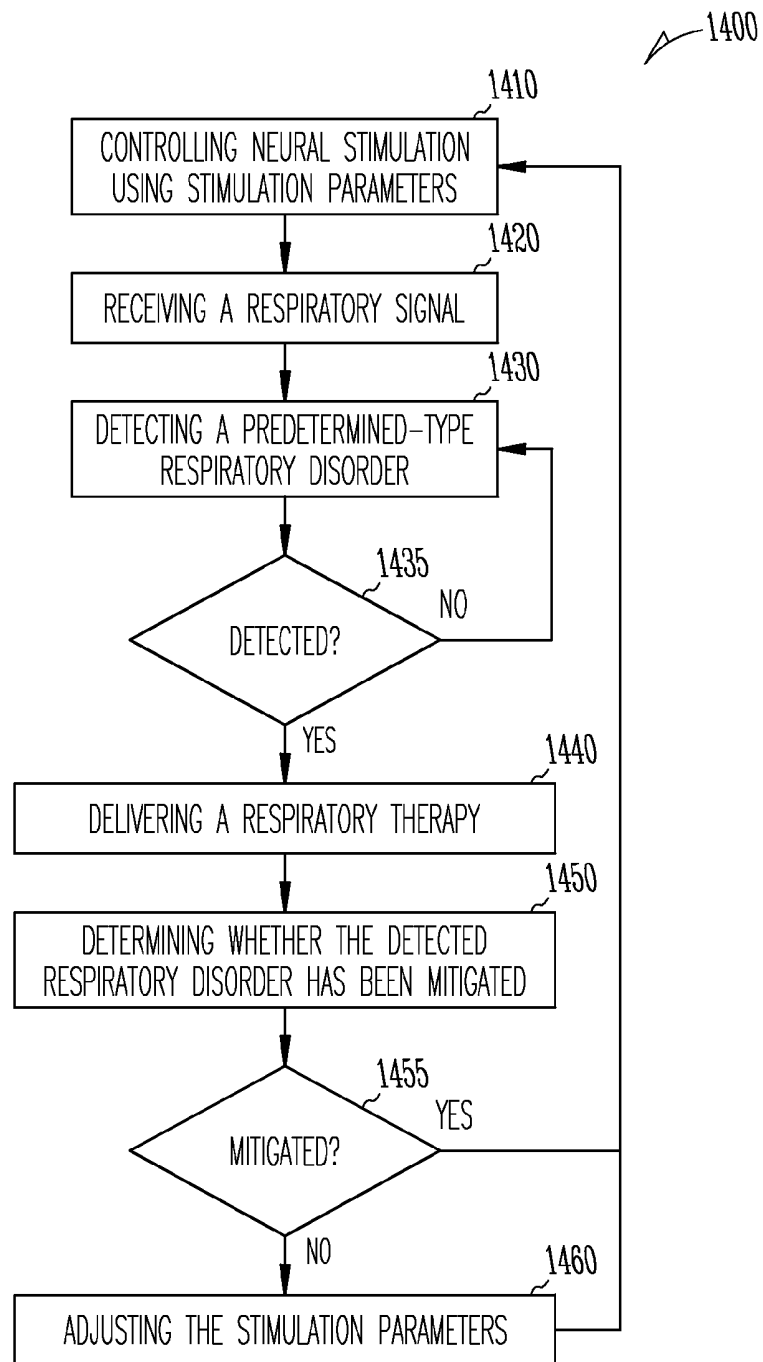 1400
1410
CONTROLLING NEURAL STIMULATION
USING STIMULATION PARAMETERS
1420
RECEIVING A RESPIRATORY SIGNAL
1430
DETECTING A PREDETERMINED-TYPE
RESPIRATORY DISORDER
1435
NO
DETECTED?
YES
1440
DELIVERING A RESPIRATORY THERAPY
1450
DETERMINING WHETHER THE DETECTED
RESPIRATORY DISORDER HAS BEEN MITIGATED
1455
YES
MITIGATED?
NO
1460
ADJUSTING THE STIMULATION PARAMETERS